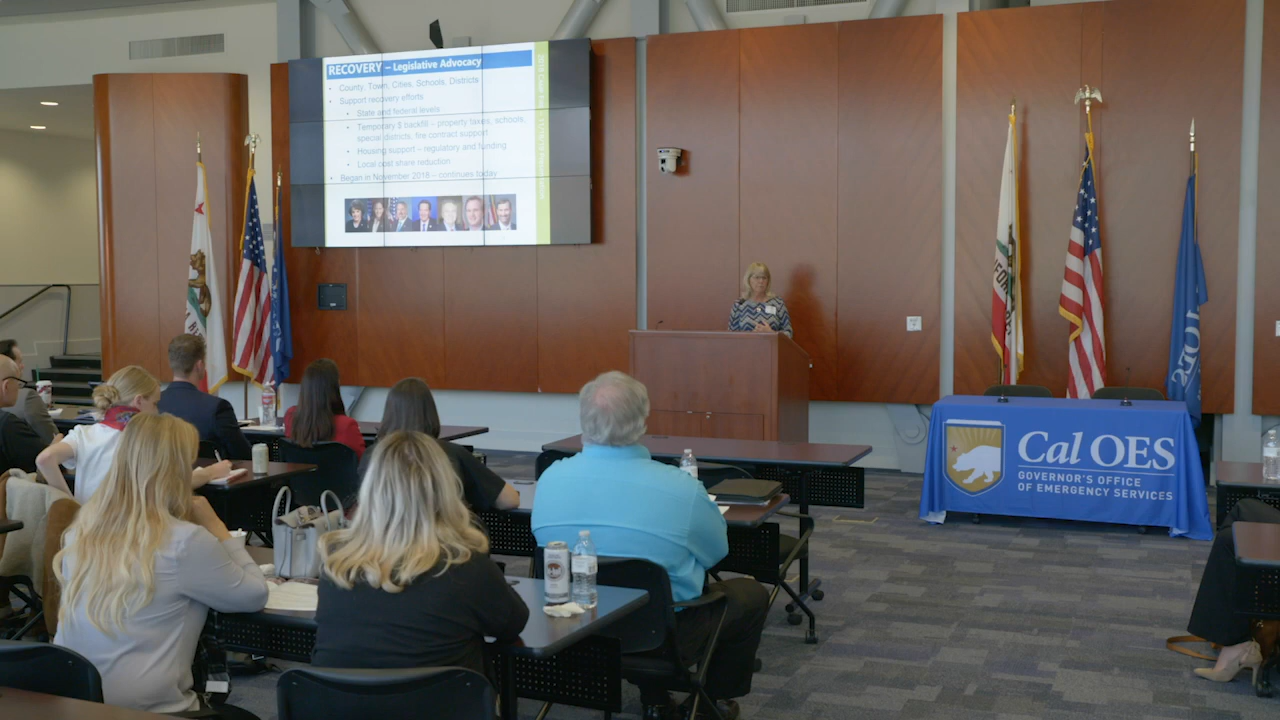 RECOVERY – Legislative Advocacy
• County, Town, Cities, Schools, Districts
• Support recovery efforts
• State and federal levels
• Temporary $ backfill – property taxes, schools,
special districts, fire contract support
• Housing support – regulatory and funding
• Local cost share reduction
• Began in November 2018 – continues today
Cal OES
GOVERNOR'S OFFICE
OF EMERGENCY SERVICES
OES